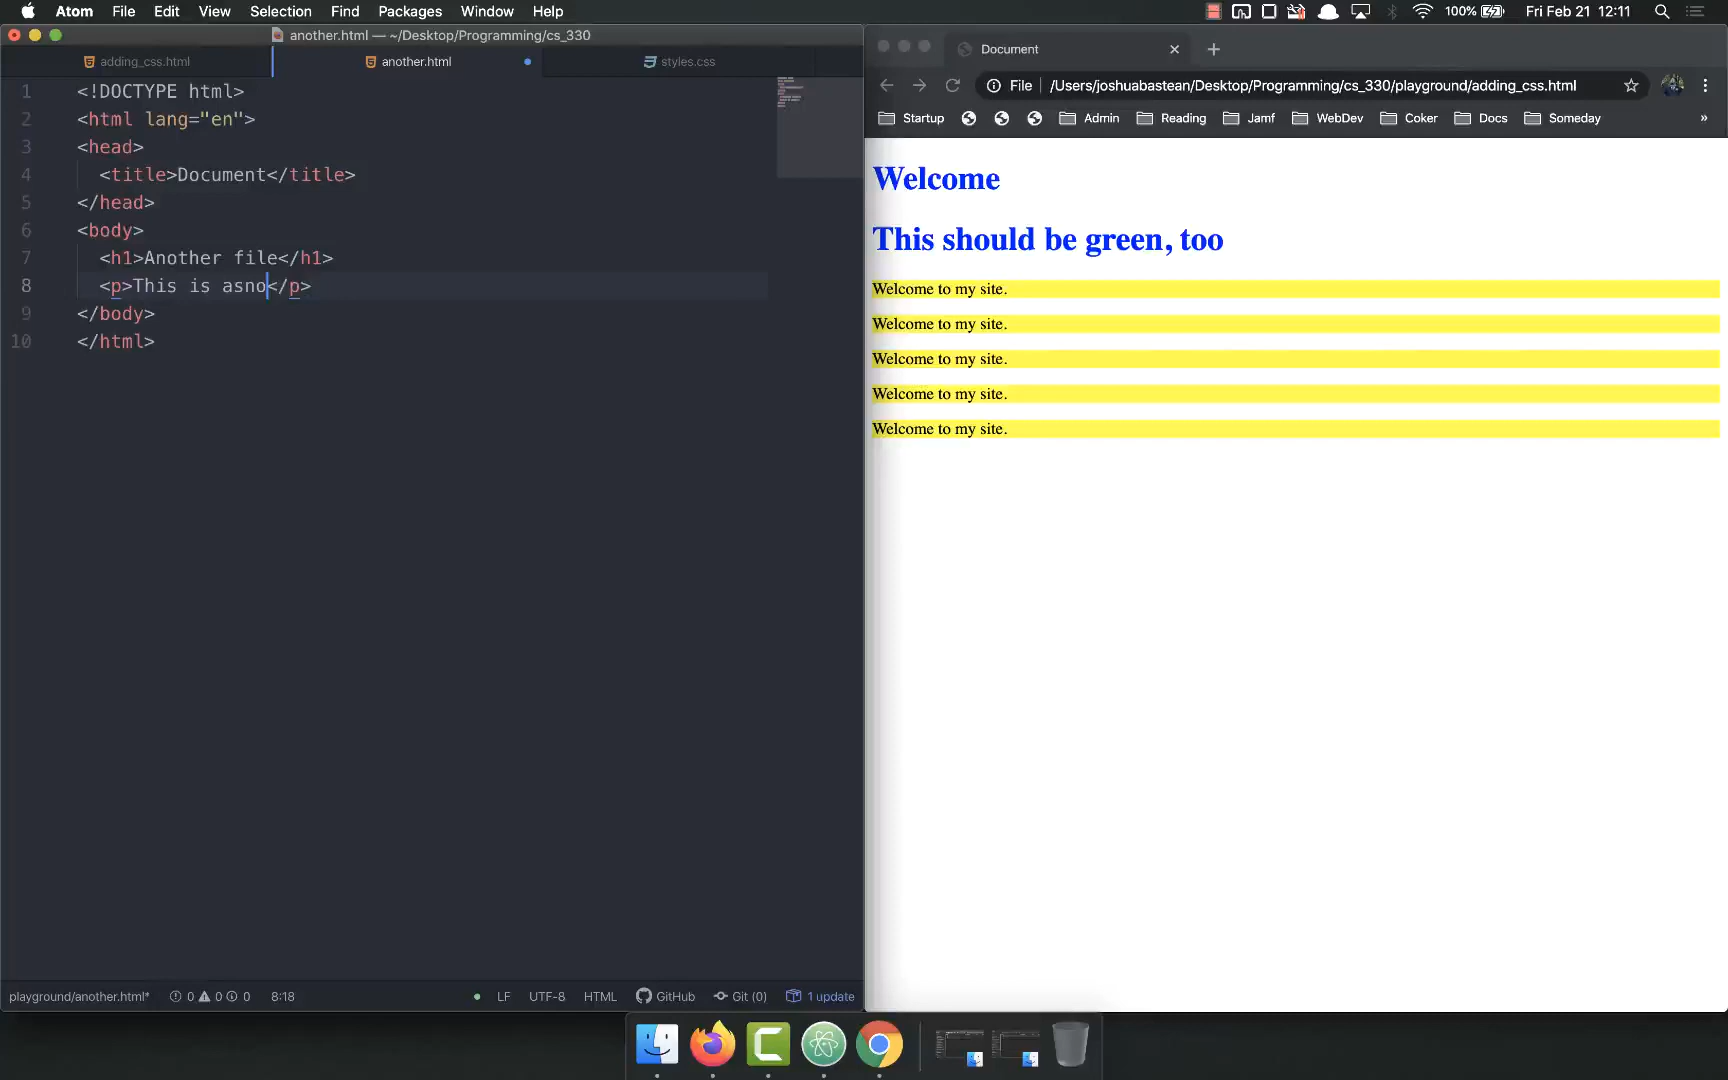 Atom File Edit View Selection Find Packages Window Help 100% Fri Feb 21 12:11
another.html — ~/Desktop/Programming/cs_330
adding_css.html another.html styles.css
1 <!DOCTYPE html>
2 <html lang="en">
3 <head>
4 <title>Document</title>
5 </head>
6 <body>
7 <h1>Another file</h1>
8 <p>This is asno</p>
9 </body>
10 </html>
playground/another.html* 0 0 0 8:18 LF UTF-8 HTML GitHub Git (0) 1 update
Document
File /Users/joshuabastean/Desktop/Programming/cs_330/playground/adding_css.html
Startup Admin Reading Jamf WebDev Coker Docs Someday »
Welcome
This should be green, too
Welcome to my site.
Welcome to my site.
Welcome to my site.
Welcome to my site.
Welcome to my site.